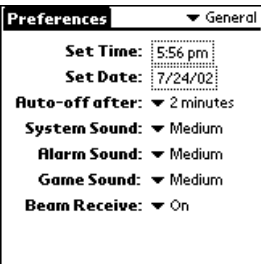 Preferences General
Set Time: 5:56 pm
Set Date: 7/24/02
Auto-off after: 2 minutes
System Sound: Medium
Alarm Sound: Medium
Game Sound: Medium
Beam Receive: On